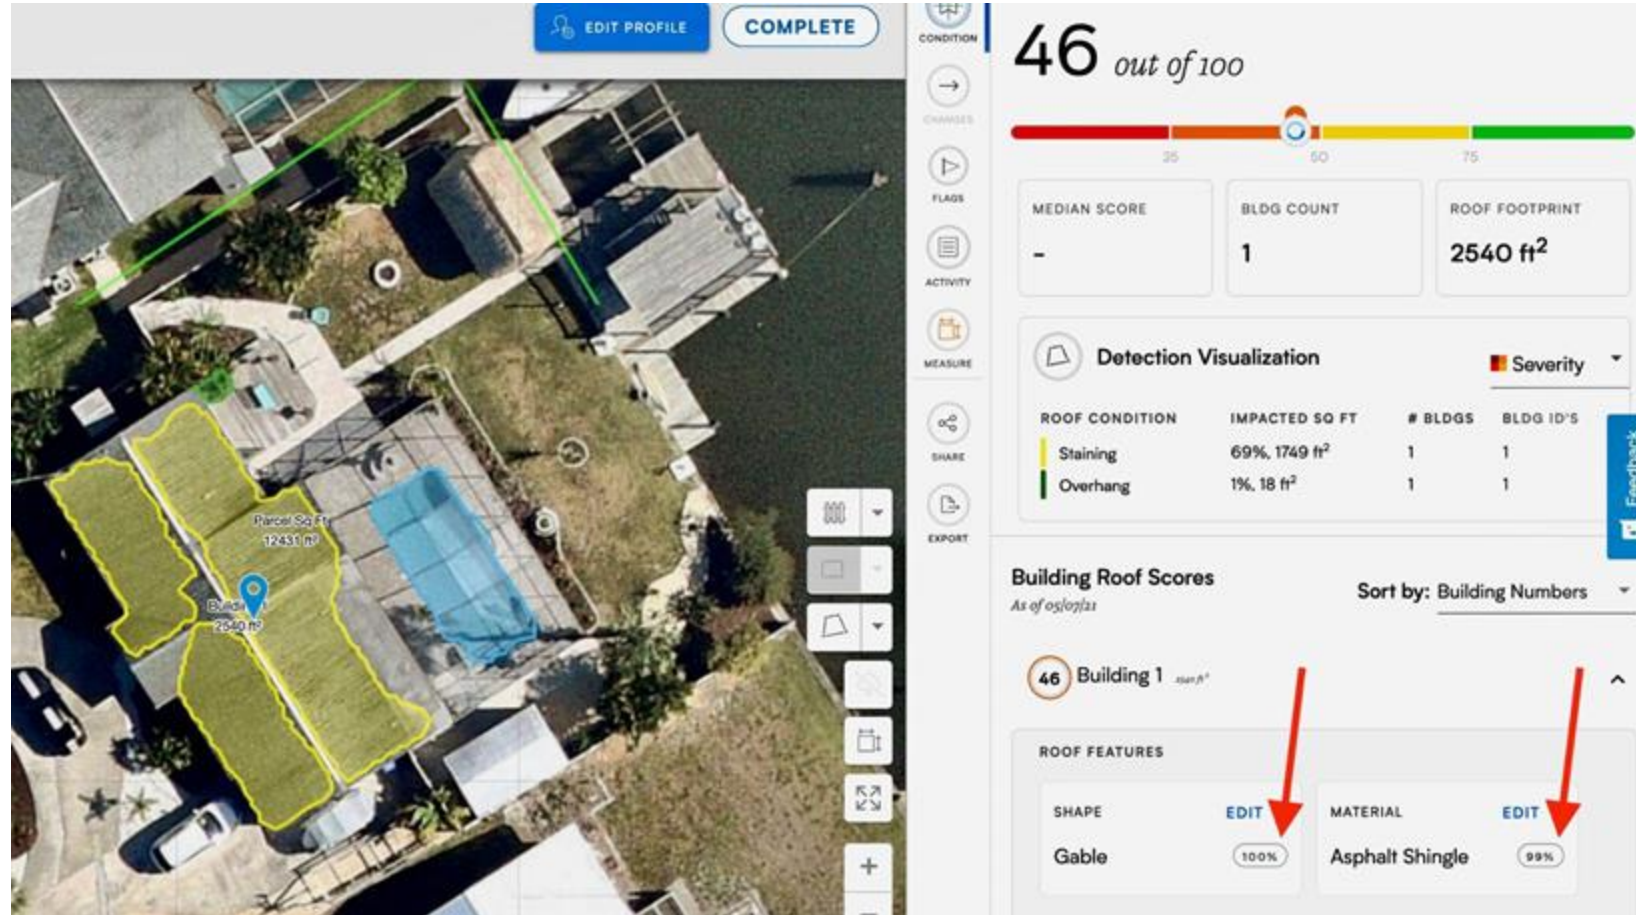 EDIT PROFILE
COMPLETE
CONDITION
CHANGES
FLAGS
ACTIVITY
MEASURE
SHARE
EXPORT
46 out of 100
35 50 75
MEDIAN SCORE
-
BLDG COUNT
1
ROOF FOOTPRINT
2540 ft²
Detection Visualization
Severity
ROOF CONDITION IMPACTED SQ FT # BLDGS BLDG ID'S
Staining 69%, 1749 ft² 1 1
Overhang 1%, 18 ft² 1 1
Feedback
Building Roof Scores
As of 05/07/21
Sort by: Building Numbers
46 Building 1
ROOF FEATURES
SHAPE EDIT
Gable 100%
MATERIAL EDIT
Asphalt Shingle 99%
Parcel Sq Ft
12431 ft²
2540 ft²
+